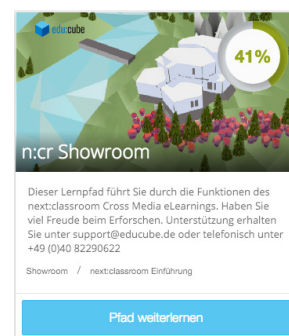 edu:cube
41%
n:cr Showroom
Dieser Lernpfad führt Sie durch die Funktionen des
next:classroom Cross Media eLearnings. Haben Sie
viel Freude beim Erforschen. Unterstützung erhalten
Sie unter support@educube.de oder telefonisch unter
+49 (0)40 82290622
Showroom / next:classroom Einführung
Pfad weiterlernen